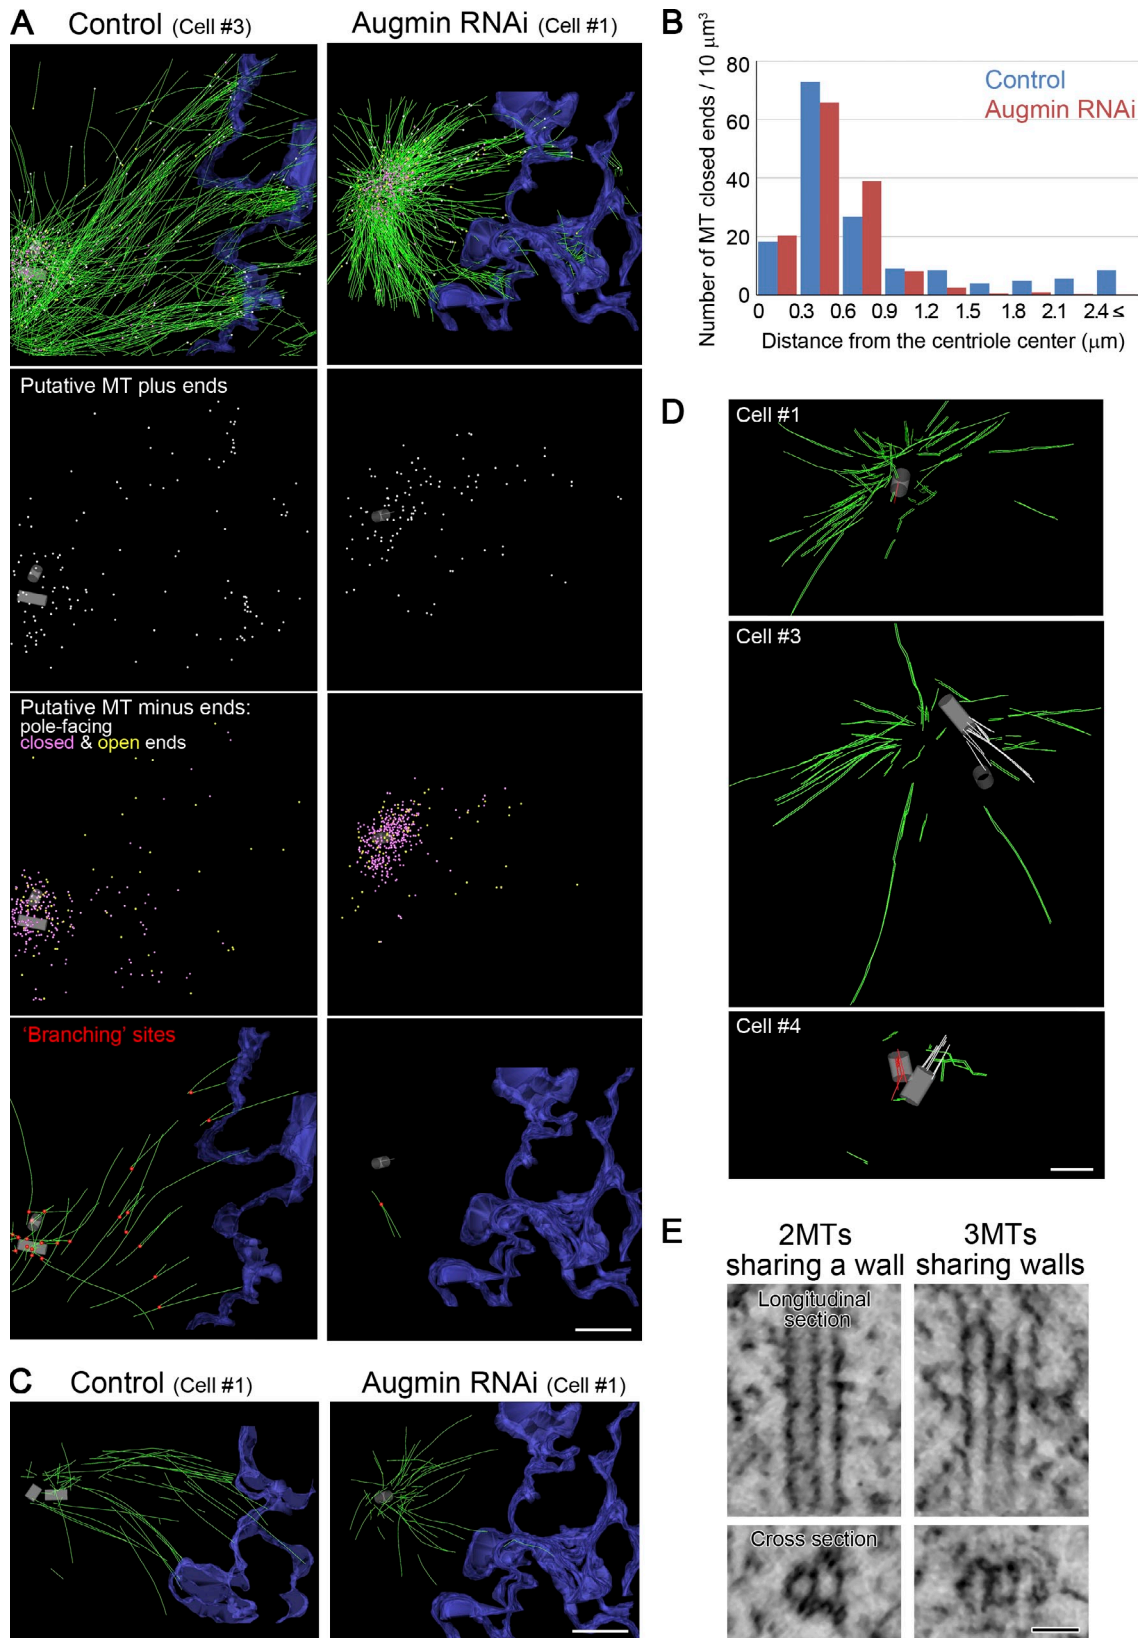 A
Control (Cell #3)
Augmin RNAi (Cell #1)
Putative MT plus ends
Putative MT minus ends:
pole-facing
closed & open ends
'Branching' sites
B
Number of MT closed ends / 10 μm³
80
60
40
20
0
Control
Augmin RNAi
0 0.3 0.6 0.9 1.2 1.5 1.8 2.1 2.4 ≤
Distance from the centriole center (μm)
C
Control (Cell #1)
Augmin RNAi (Cell #1)
D
Cell #1
Cell #3
Cell #4
E
2MTs
sharing a wall
3MTs
sharing walls
Longitudinal
section
Cross section